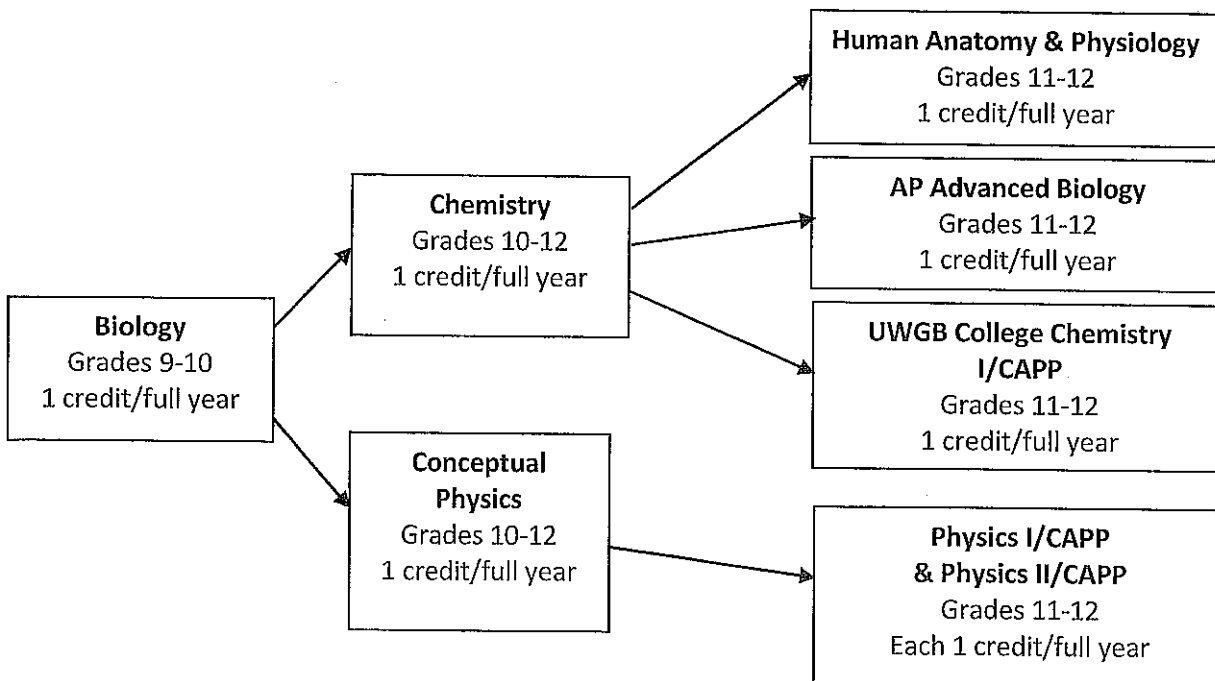 Biology
Grades 9-10
1 credit/full year
Chemistry
Grades 10-12
1 credit/full year
Conceptual
Physics
Grades 10-12
1 credit/full year
Human Anatomy & Physiology
Grades 11-12
1 credit/full year
AP Advanced Biology
Grades 11-12
1 credit/full year
UWGB College Chemistry
I/CAPP
Grades 11-12
1 credit/full year
Physics I/CAPP
& Physics II/CAPP
Grades 11-12
Each 1 credit/full year